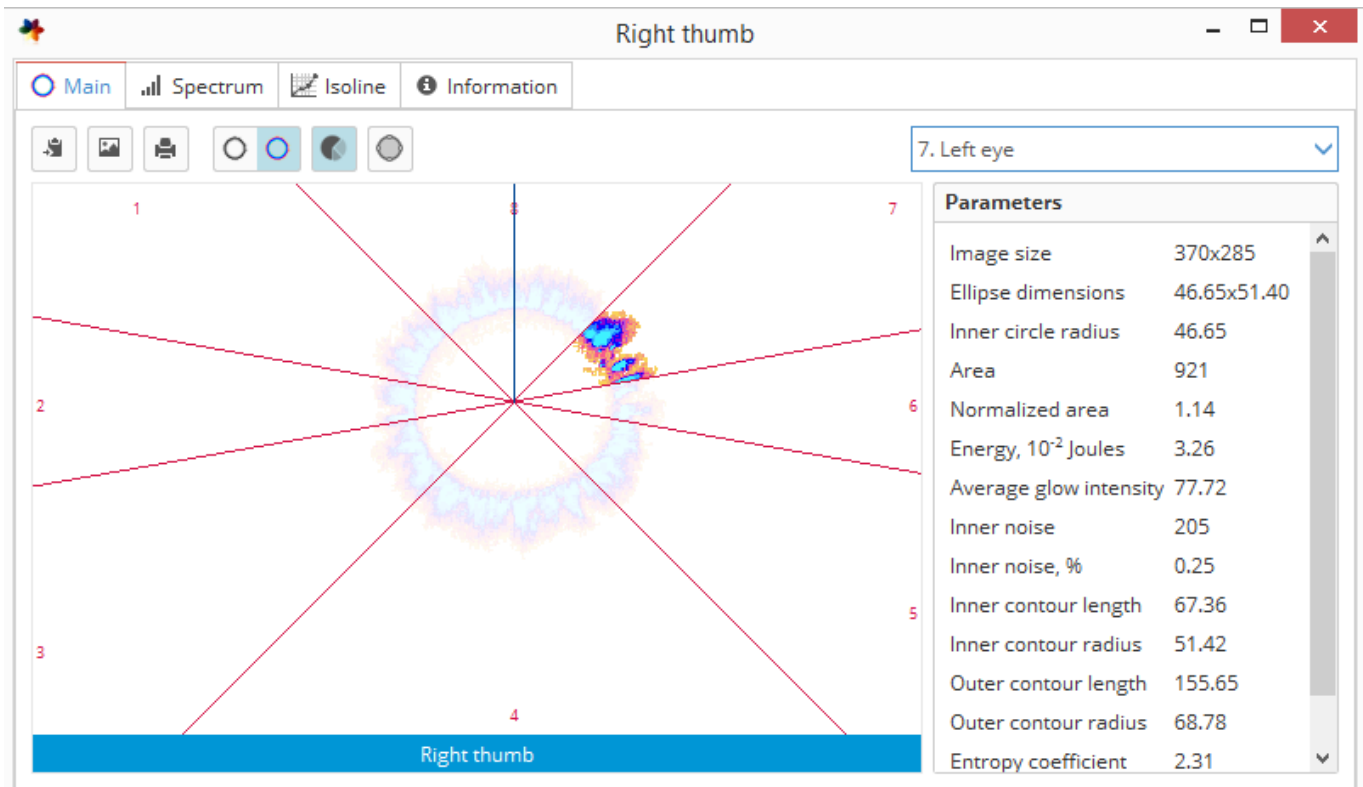 Right thumb
Main Spectrum Isoline Information
7. Left eye
1 8 7
2 6
3 5
4
Right thumb
Parameters
Image size 370x285
Ellipse dimensions 46.65x51.40
Inner circle radius 46.65
Area 921
Normalized area 1.14
Energy, 10⁻² Joules 3.26
Average glow intensity 77.72
Inner noise 205
Inner noise, % 0.25
Inner contour length 67.36
Inner contour radius 51.42
Outer contour length 155.65
Outer contour radius 68.78
Entropy coefficient 2.31